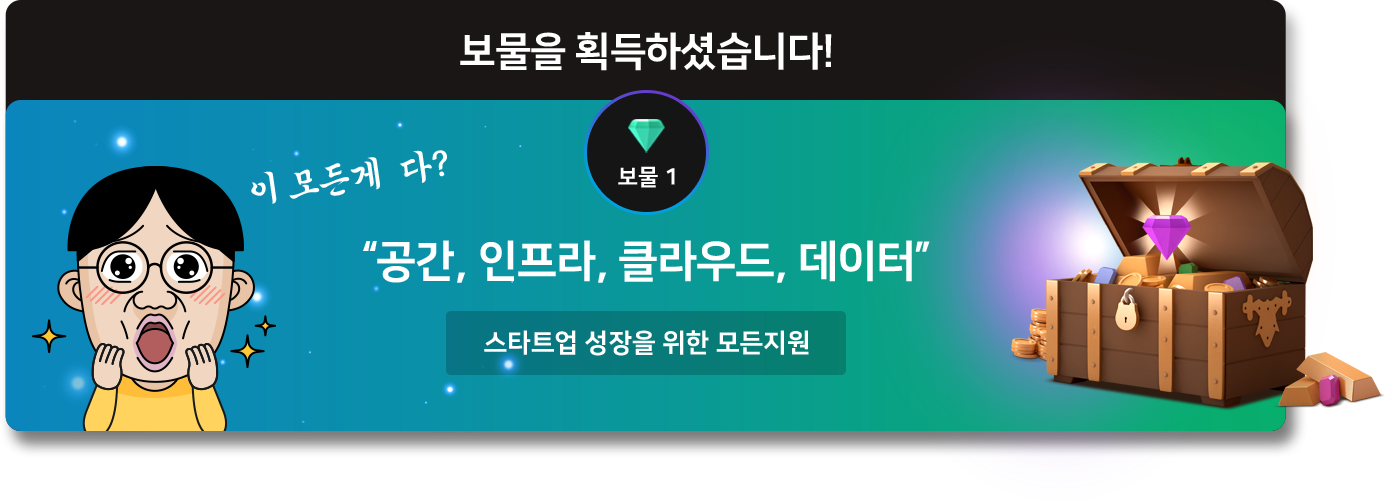 보물을 획득하셨습니다!
보물 1
이 모든게 다?
“공간, 인프라, 클라우드, 데이터”
스타트업 성장을 위한 모든지원